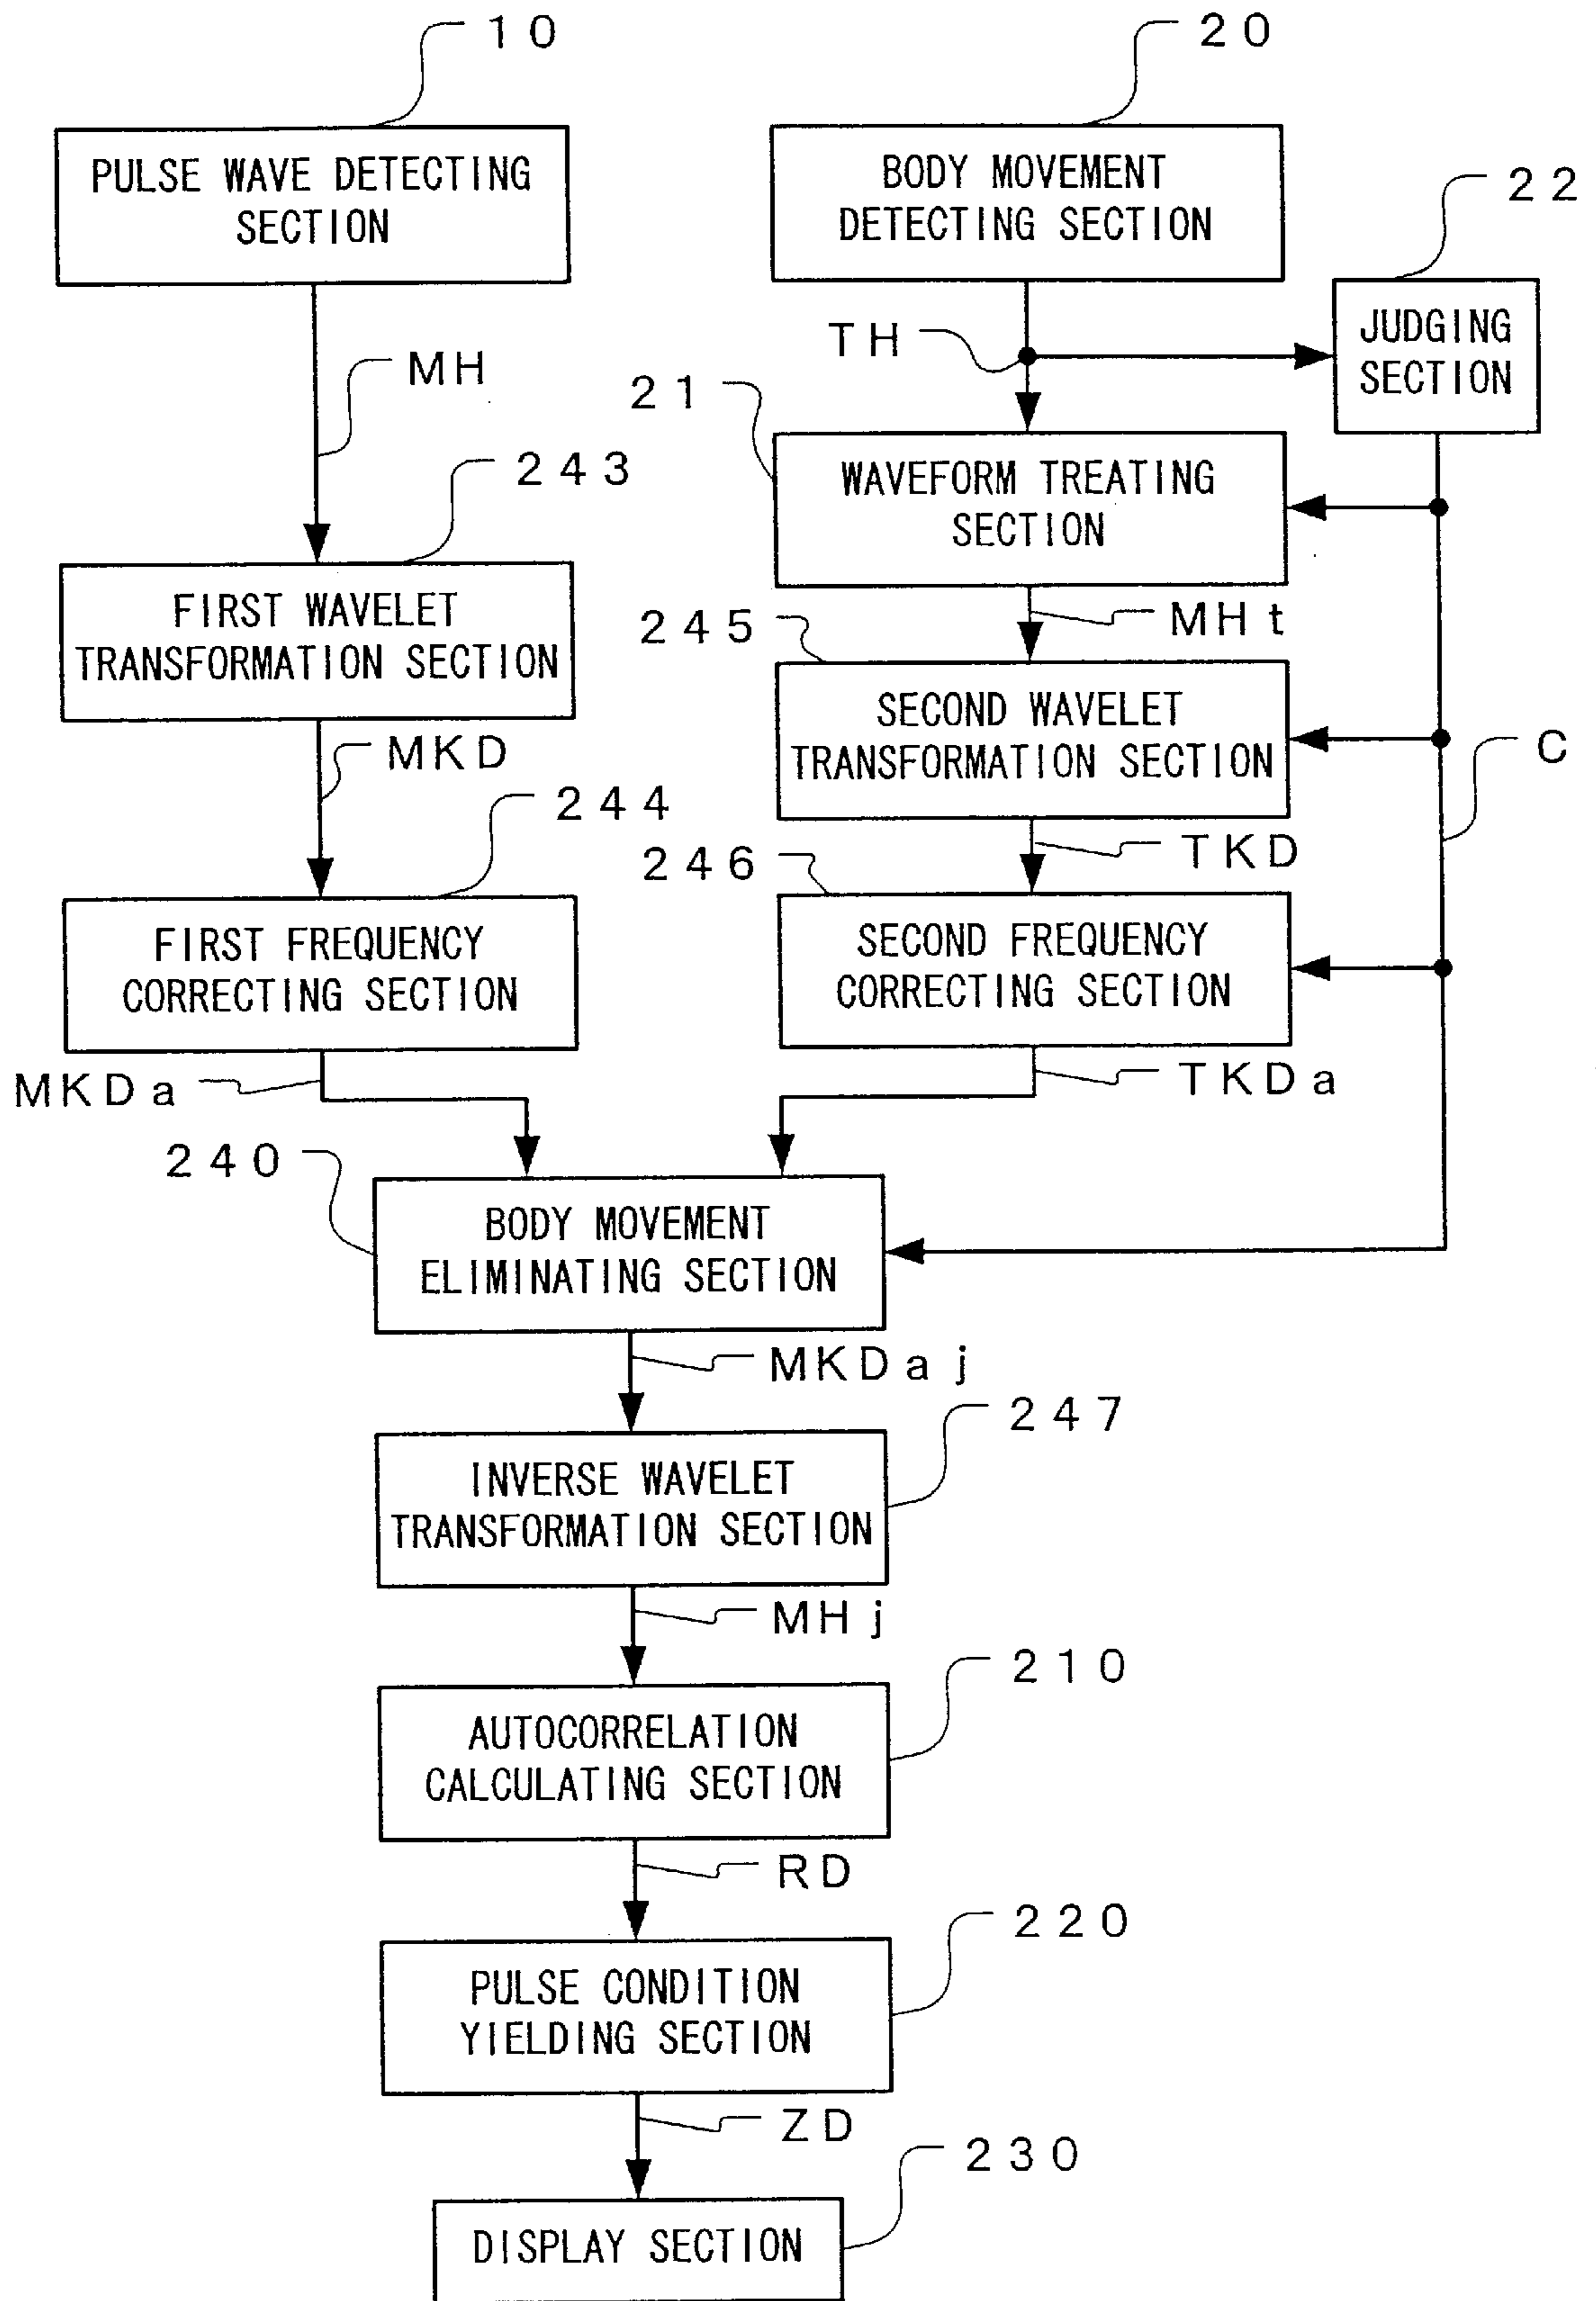 10
20
PULSE WAVE DETECTING
SECTION
BODY MOVEMENT
DETECTING SECTION
22
JUDGING
SECTION
TH
MH
21
WAVEFORM TREATING
SECTION
243
MHt
FIRST WAVELET
TRANSFORMATION SECTION
245
SECOND WAVELET
TRANSFORMATION SECTION
C
MKD
244
TKD
246
FIRST FREQUENCY
CORRECTING SECTION
SECOND FREQUENCY
CORRECTING SECTION
MKDa
TKDa
240
BODY MOVEMENT
ELIMINATING SECTION
MKDaj
247
INVERSE WAVELET
TRANSFORMATION SECTION
MHj
210
AUTOCORRELATION
CALCULATING SECTION
RD
220
PULSE CONDITION
YIELDING SECTION
ZD
230
DISPLAY SECTION